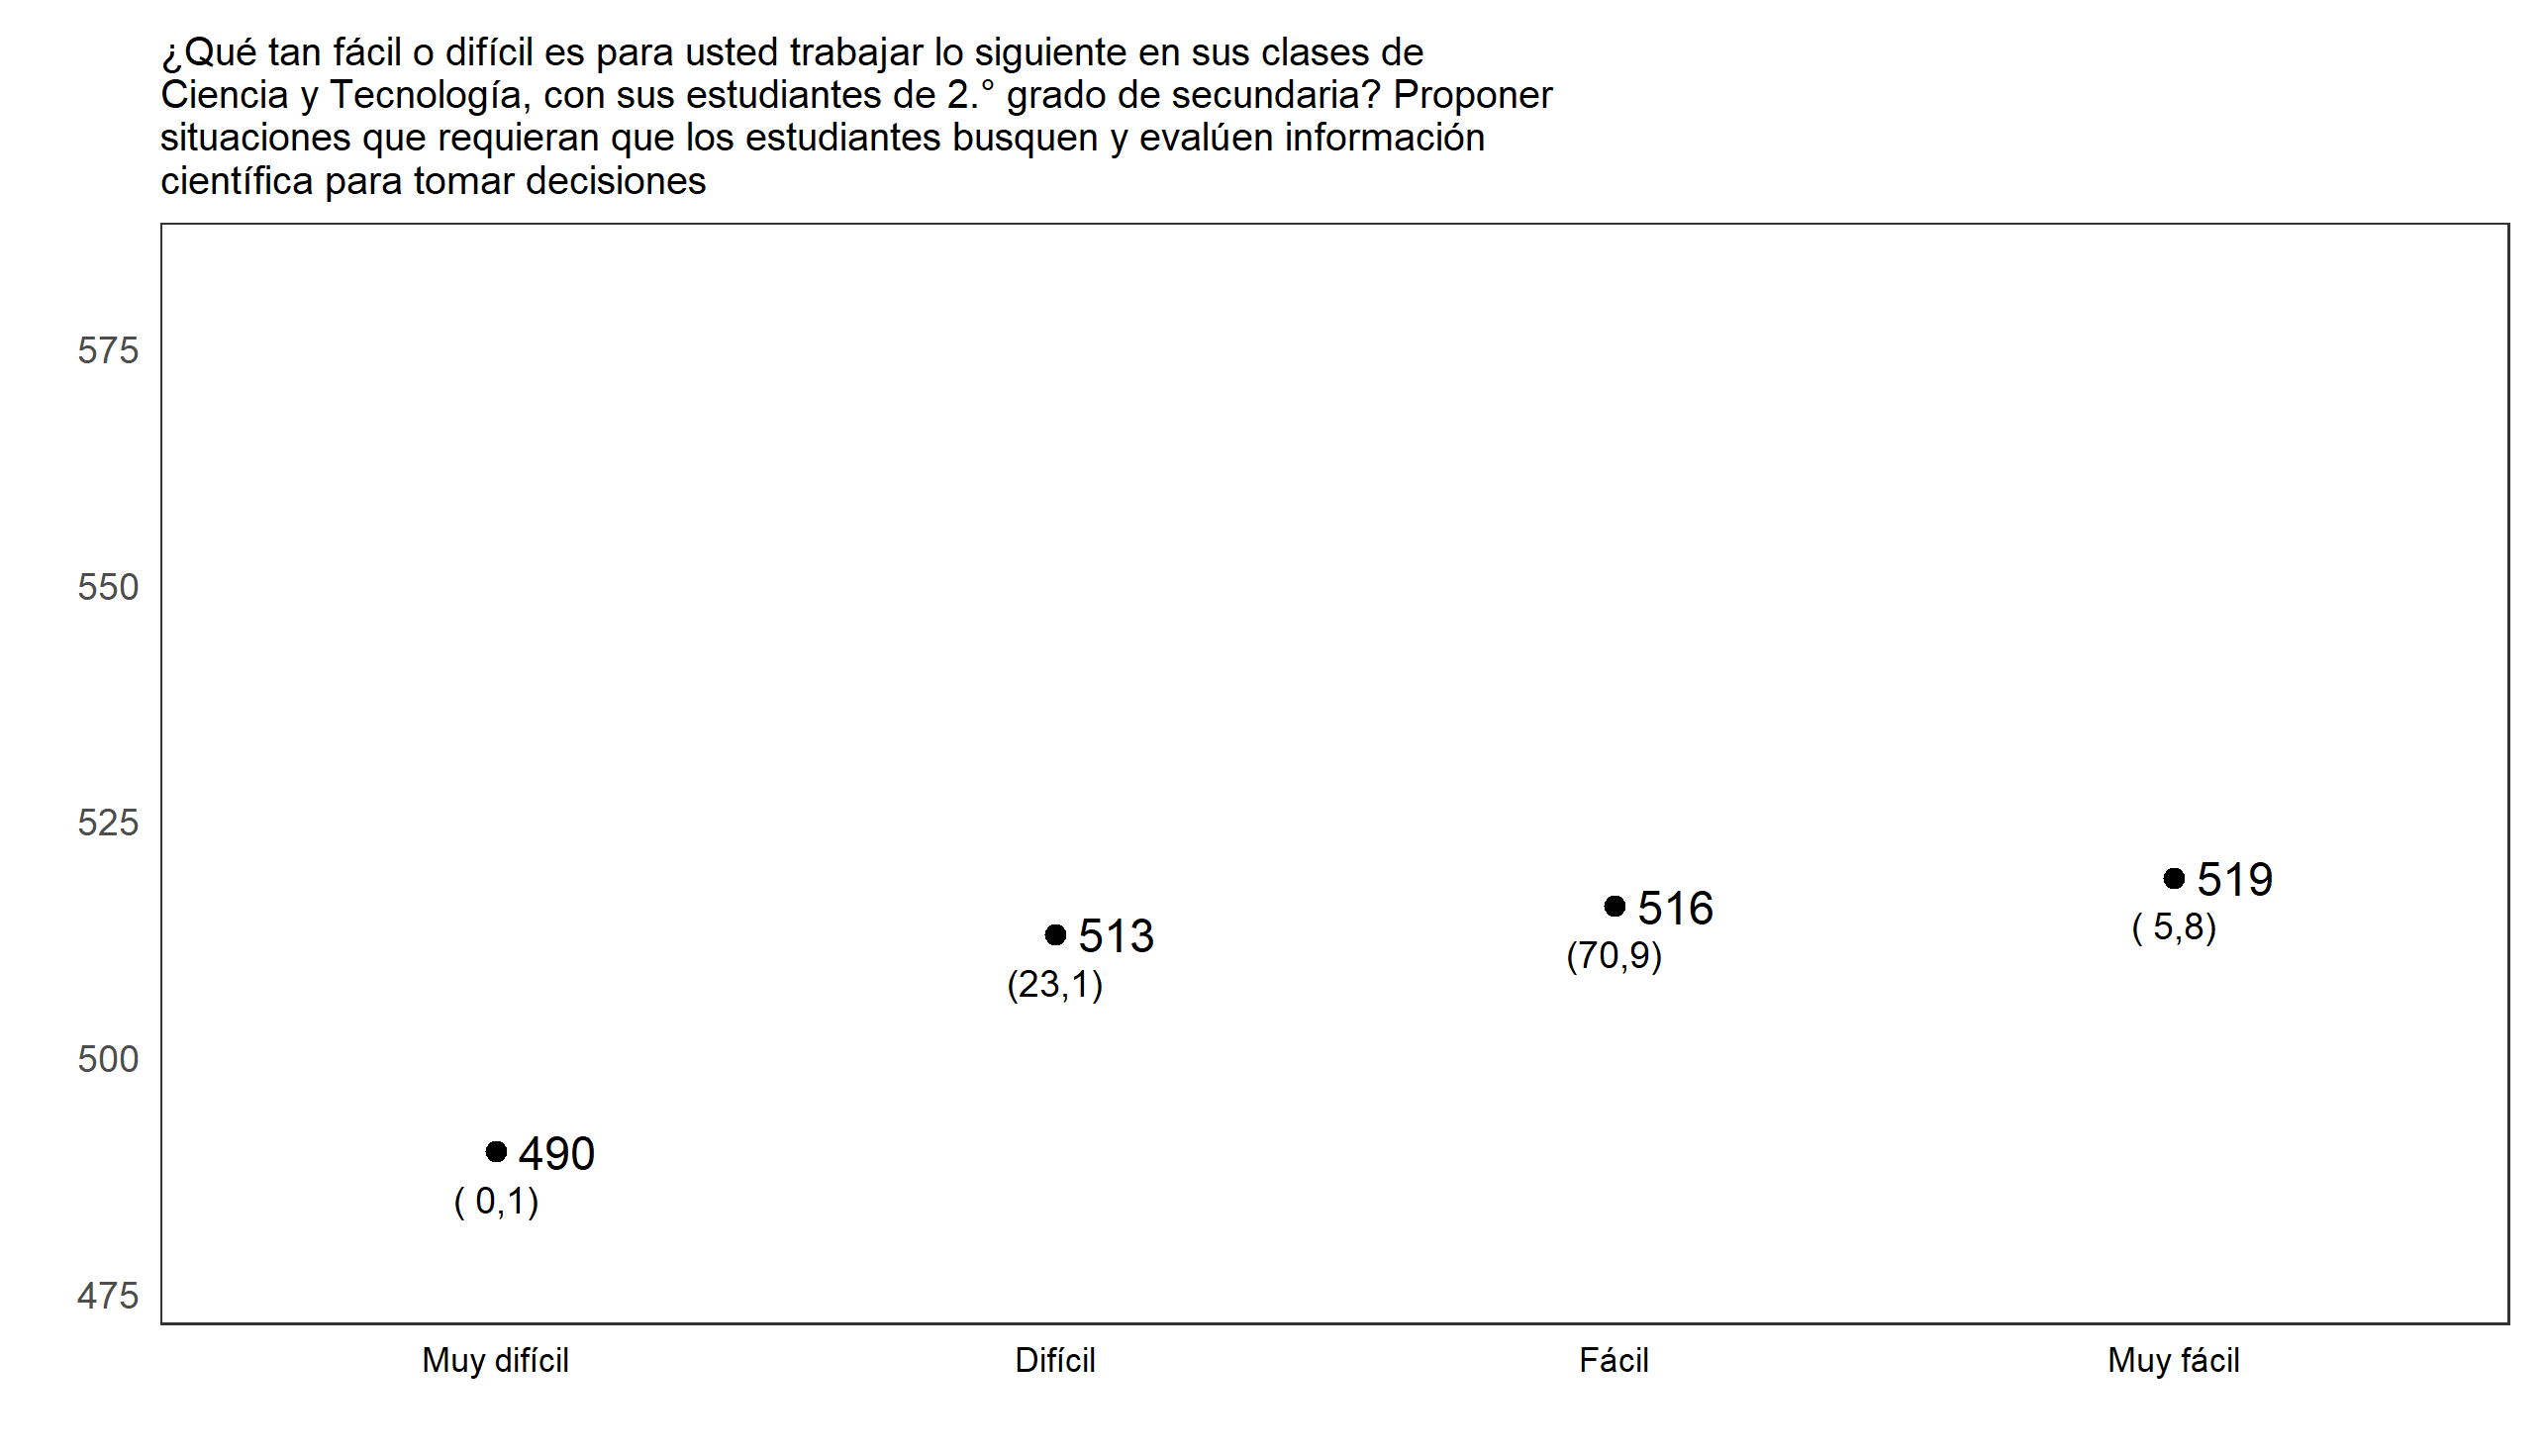 ¿Qué tan fácil o difícil es para usted trabajar lo siguiente en sus clases de
Ciencia y Tecnología, con sus estudiantes de 2.° grado de secundaria? Proponer
situaciones que requieran que los estudiantes busquen y evalúen información
científica para tomar decisiones
575
550
525
519
( 5,8)
516
(70,9)
513
(23,1)
500
490
( 0,1)
475
Muy difícil Difícil Fácil Muy fácil